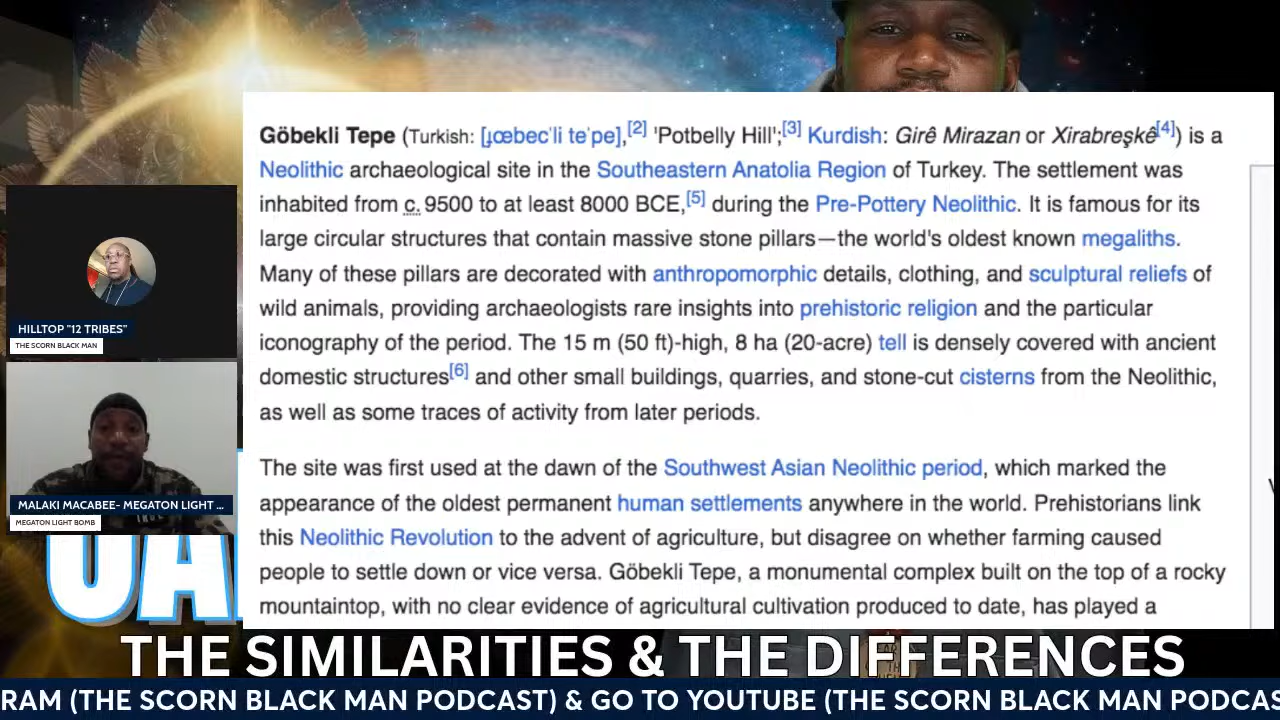 Göbekli Tepe (Turkish: [ɟœbecˈli teˈpe],[2] 'Potbelly Hill';[3] Kurdish: Girê Mirazan or Xirabreşkê[4]) is a
Neolithic archaeological site in the Southeastern Anatolia Region of Turkey. The settlement was
inhabited from c. 9500 to at least 8000 BCE,[5] during the Pre-Pottery Neolithic. It is famous for its
large circular structures that contain massive stone pillars—the world's oldest known megaliths.
Many of these pillars are decorated with anthropomorphic details, clothing, and sculptural reliefs of
wild animals, providing archaeologists rare insights into prehistoric religion and the particular
iconography of the period. The 15 m (50 ft)-high, 8 ha (20-acre) tell is densely covered with ancient
domestic structures[6] and other small buildings, quarries, and stone-cut cisterns from the Neolithic,
as well as some traces of activity from later periods.
The site was first used at the dawn of the Southwest Asian Neolithic period, which marked the
appearance of the oldest permanent human settlements anywhere in the world. Prehistorians link
this Neolithic Revolution to the advent of agriculture, but disagree on whether farming caused
people to settle down or vice versa. Göbekli Tepe, a monumental complex built on the top of a rocky
mountaintop, with no clear evidence of agricultural cultivation produced to date, has played a
HILLTOP "12 TRIBES"
THE SCORN BLACK MAN
MALAKI MACABEE- MEGATON LIGHT ...
MEGATON LIGHT BOMB
THE SIMILARITIES & THE DIFFERENCES
RAM (THE SCORN BLACK MAN PODCAST) & GO TO YOUTUBE (THE SCORN BLACK MAN PODCAS